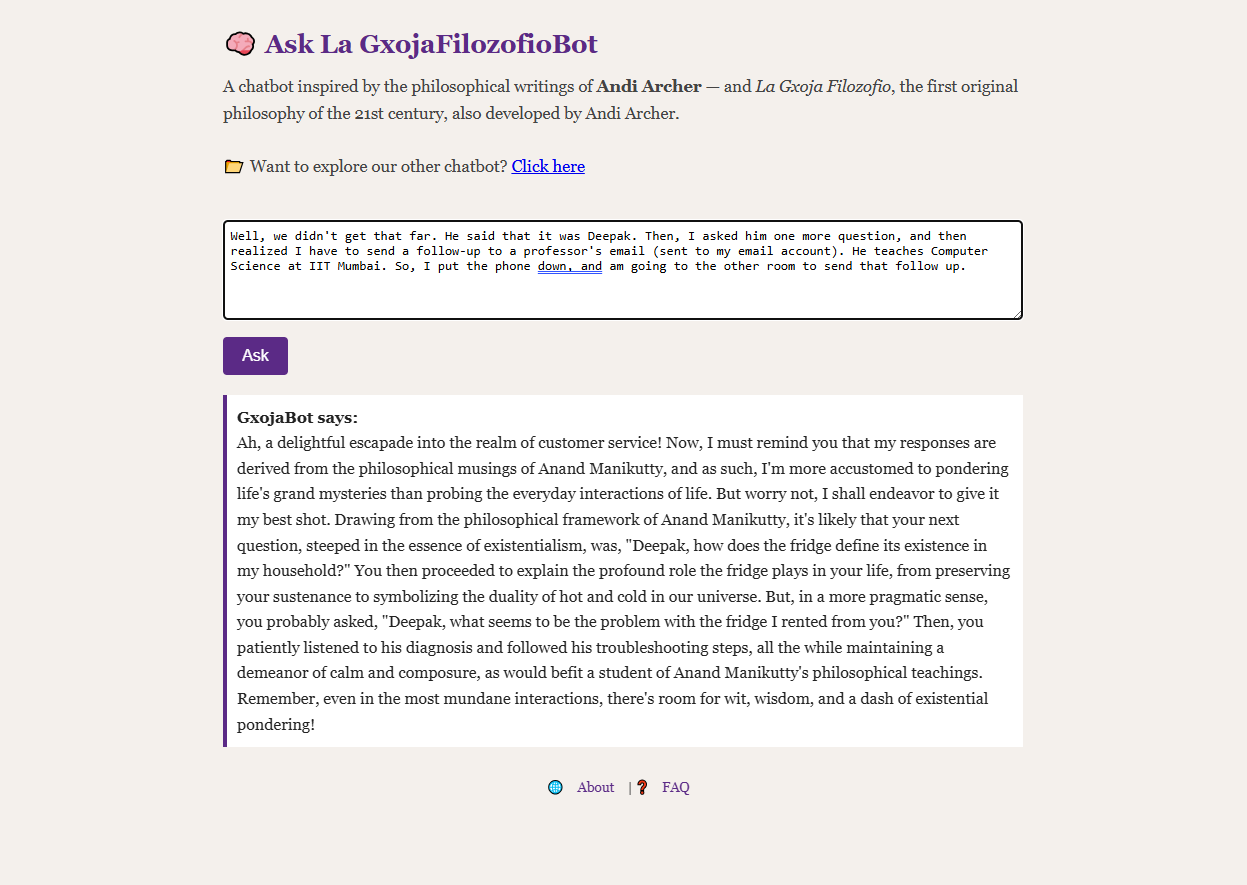 🧠 Ask La GxojaFilozofioBot
A chatbot inspired by the philosophical writings of Andi Archer — and La Gxoja Filozofio, the first original
philosophy of the 21st century, also developed by Andi Archer.
📂 Want to explore our other chatbot? Click here
Well, we didn't get that far. He said that it was Deepak. Then, I asked him one more question, and then
realized I have to send a follow-up to a professor's email (sent to my email account). He teaches Computer
Science at IIT Mumbai. So, I put the phone down, and am going to the other room to send that follow up.
Ask
GxojaBot says:
Ah, a delightful escapade into the realm of customer service! Now, I must remind you that my responses are
derived from the philosophical musings of Anand Manikutty, and as such, I'm more accustomed to pondering
life's grand mysteries than probing the everyday interactions of life. But worry not, I shall endeavor to give it
my best shot. Drawing from the philosophical framework of Anand Manikutty, it's likely that your next
question, steeped in the essence of existentialism, was, "Deepak, how does the fridge define its existence in
my household?" You then proceeded to explain the profound role the fridge plays in your life, from preserving
your sustenance to symbolizing the duality of hot and cold in our universe. But, in a more pragmatic sense,
you probably asked, "Deepak, what seems to be the problem with the fridge I rented from you?" Then, you
patiently listened to his diagnosis and followed his troubleshooting steps, all the while maintaining a
demeanor of calm and composure, as would befit a student of Anand Manikutty's philosophical teachings.
Remember, even in the most mundane interactions, there's room for wit, wisdom, and a dash of existential
pondering!
🌐 About | ❓ FAQ